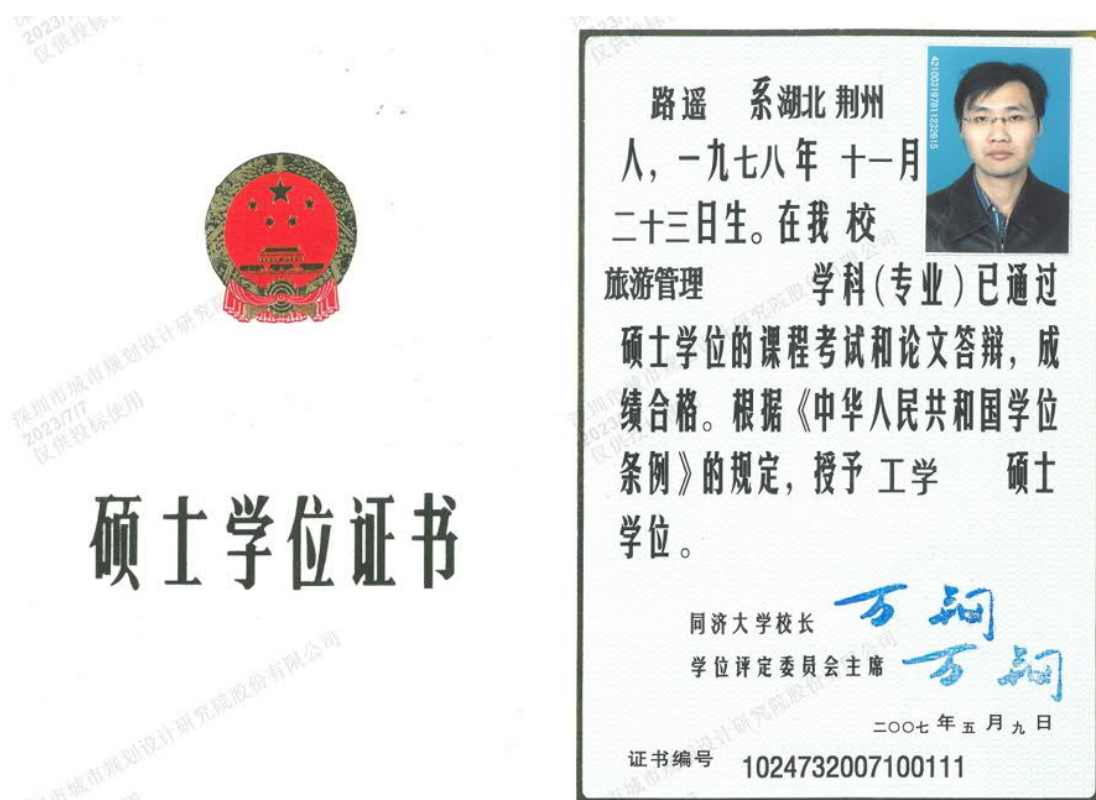 硕士学位证书
路遥 系湖北 荆州
人，一九七八年 十一月
二十三日生。在我 校
旅游管理 学科(专业)已通过
硕士学位的课程考试和论文答辩，成
绩合格。根据《中华人民共和国学位
条例》的规定，授予 工学 硕士
学位。
同济大学校长 万钢
学位评定委员会主席 万钢
二〇〇七年五月九日
证书编号 1024732007100111
421003197811232615
深圳市城市规划设计研究院股份有限公司
2023/7/7
仅供投标使用